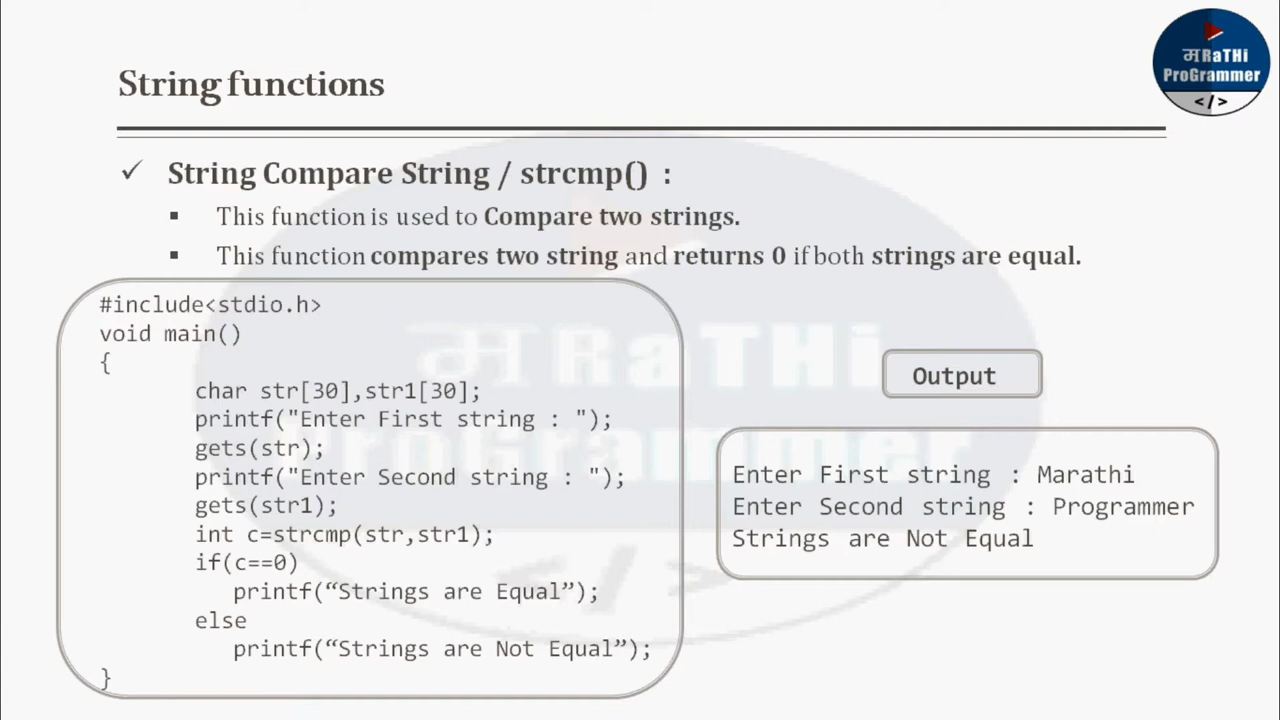 मRaTHi
ProGrammer
</>
String functions
✓ String Compare String / strcmp() :
▪ This function is used to Compare two strings.
▪ This function compares two string and returns 0 if both strings are equal.
#include<stdio.h>
void main()
{
char str[30],str1[30];
printf("Enter First string : ");
gets(str);
printf("Enter Second string : ");
gets(str1);
int c=strcmp(str,str1);
if(c==0)
printf(“Strings are Equal”);
else
printf(“Strings are Not Equal”);
}
Output
Enter First string : Marathi
Enter Second string : Programmer
Strings are Not Equal
मRaTHi
ProGrammer
</>